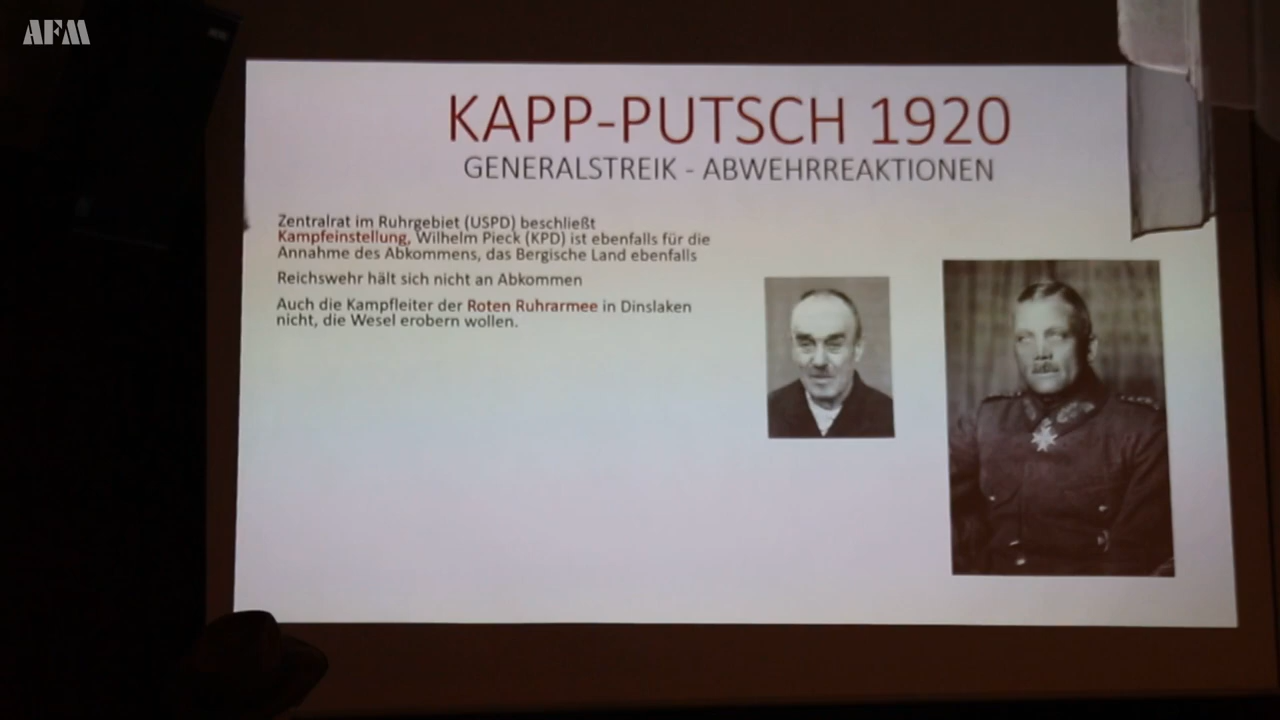 AFM
KAPP-PUTSCH 1920
GENERALSTREIK - ABWEHRREAKTIONEN
Zentralrat im Ruhrgebiet (USPD) beschließt
Kampfeinstellung, Wilhelm Pieck (KPD) ist ebenfalls für die
Annahme des Abkommens, das Bergische Land ebenfalls
Reichswehr hält sich nicht an Abkommen
Auch die Kampfleiter der Roten Ruhrarmee in Dinslaken
nicht, die Wesel erobern wollen.